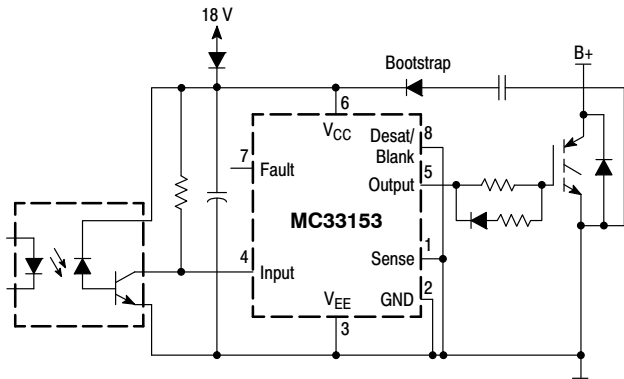 18 V
Bootstrap
B+
6
VCC
Desat/
Blank
8
7
Fault
5
Output
MC33153
4
Input
1
Sense
2
GND
VEE
3